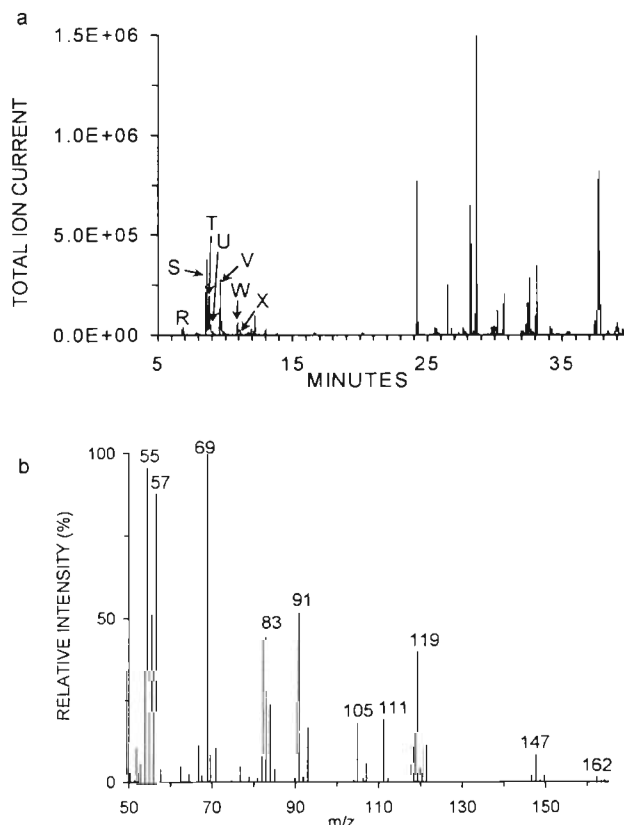 a
TOTAL ION CURRENT
1.5E+06
1.0E+06
5.0E+05
0.0E+00
R
S
T
U
V
W
X
5 15 25 35
MINUTES
b
RELATIVE INTENSITY (%)
100
50
0
55
57
69
83
91
105
111
119
147
162
50 70 90 110 130 150
m/z